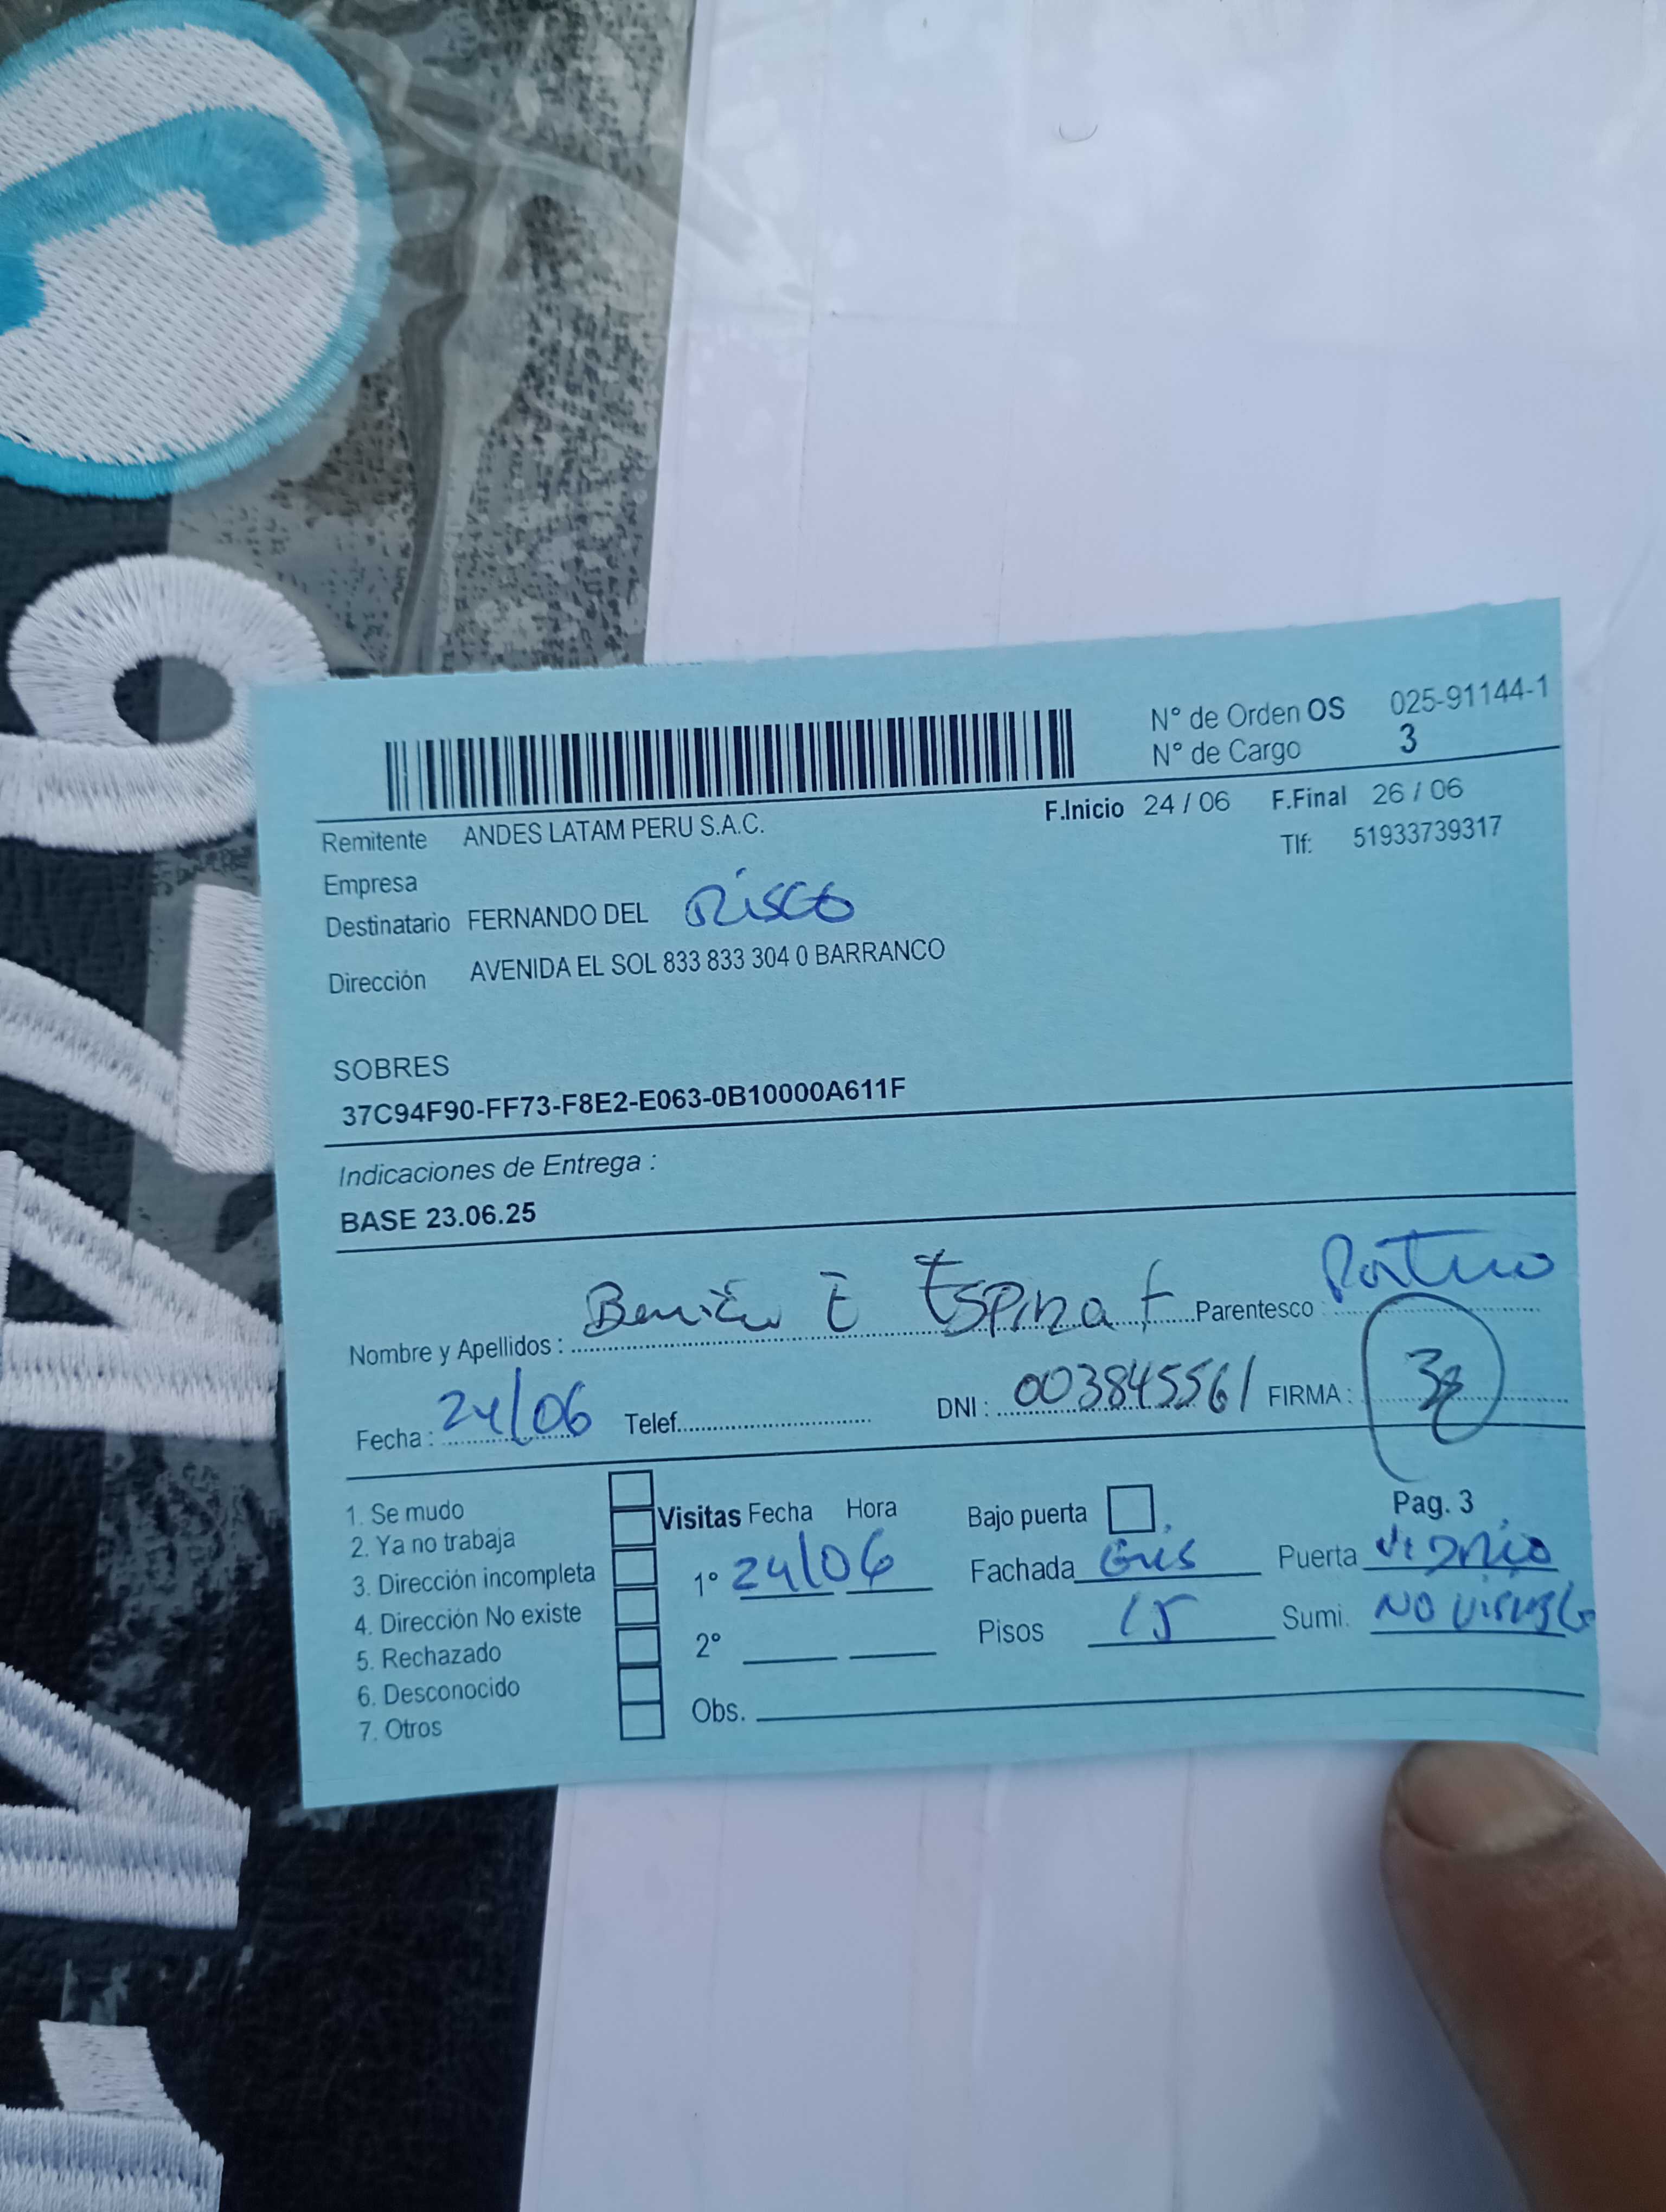 N° de Orden OS 025-91144-1
N° de Cargo 3
F.Inicio 24 / 06 F.Final 26 / 06
Remitente ANDES LATAM PERU S.A.C.
Tlf: 51933739317
Empresa
Destinatario FERNANDO DEL RISCO
Dirección AVENIDA EL SOL 833 833 304 0 BARRANCO
SOBRES
37C94F90-FF73-F8E2-E063-0B10000A611F
Indicaciones de Entrega :
BASE 23.06.25
Nombre y Apellidos : E Espina Parentesco :
Fecha : 24/06 Telef. DNI : 003845561 FIRMA :
1. Se mudo
2. Ya no trabaja
3. Dirección incompleta
4. Dirección No existe
5. Rechazado
6. Desconocido
7. Otros
Visitas Fecha Hora Bajo puerta Pag. 3
1° 24/06 Fachada Gris Puerta vidrio
2° Pisos 15 Sumi. NO visible
Obs.